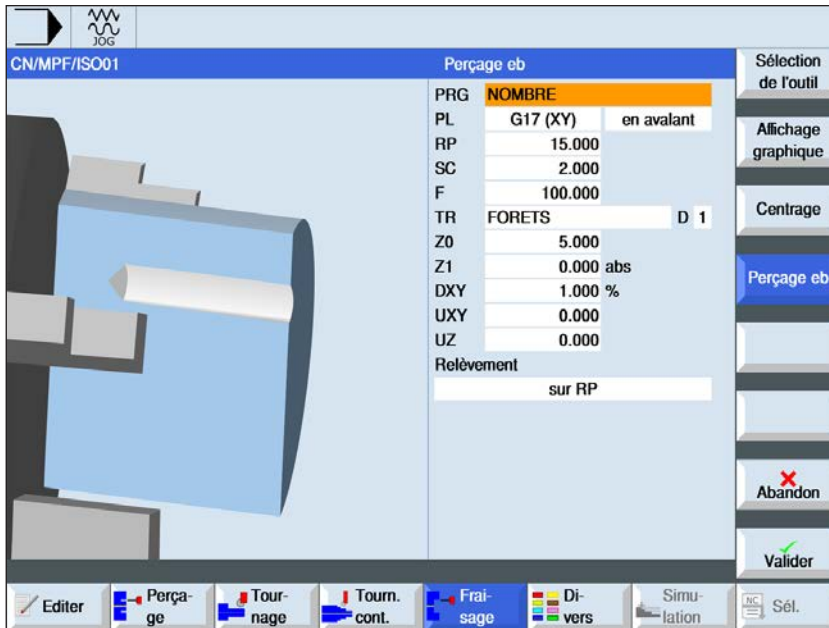 JOG
CN/MPF/ISO01
Perçage eb
PRG NOMBRE
PL G17 (XY) en avalant
RP 15.000
SC 2.000
F 100.000
TR FORETS D 1
Z0 5.000
Z1 0.000 abs
DXY 1.000 %
UXY 0.000
UZ 0.000
Relèvement
sur RP
Sélection
de l'outil
Affichage
graphique
Centrage
Perçage eb
Abandon
Valider
Editer
Perça-
ge
Tour-
nage
Tourn.
cont.
Frai-
sage
Di-
vers
Simu-
lation
NC
Sél.